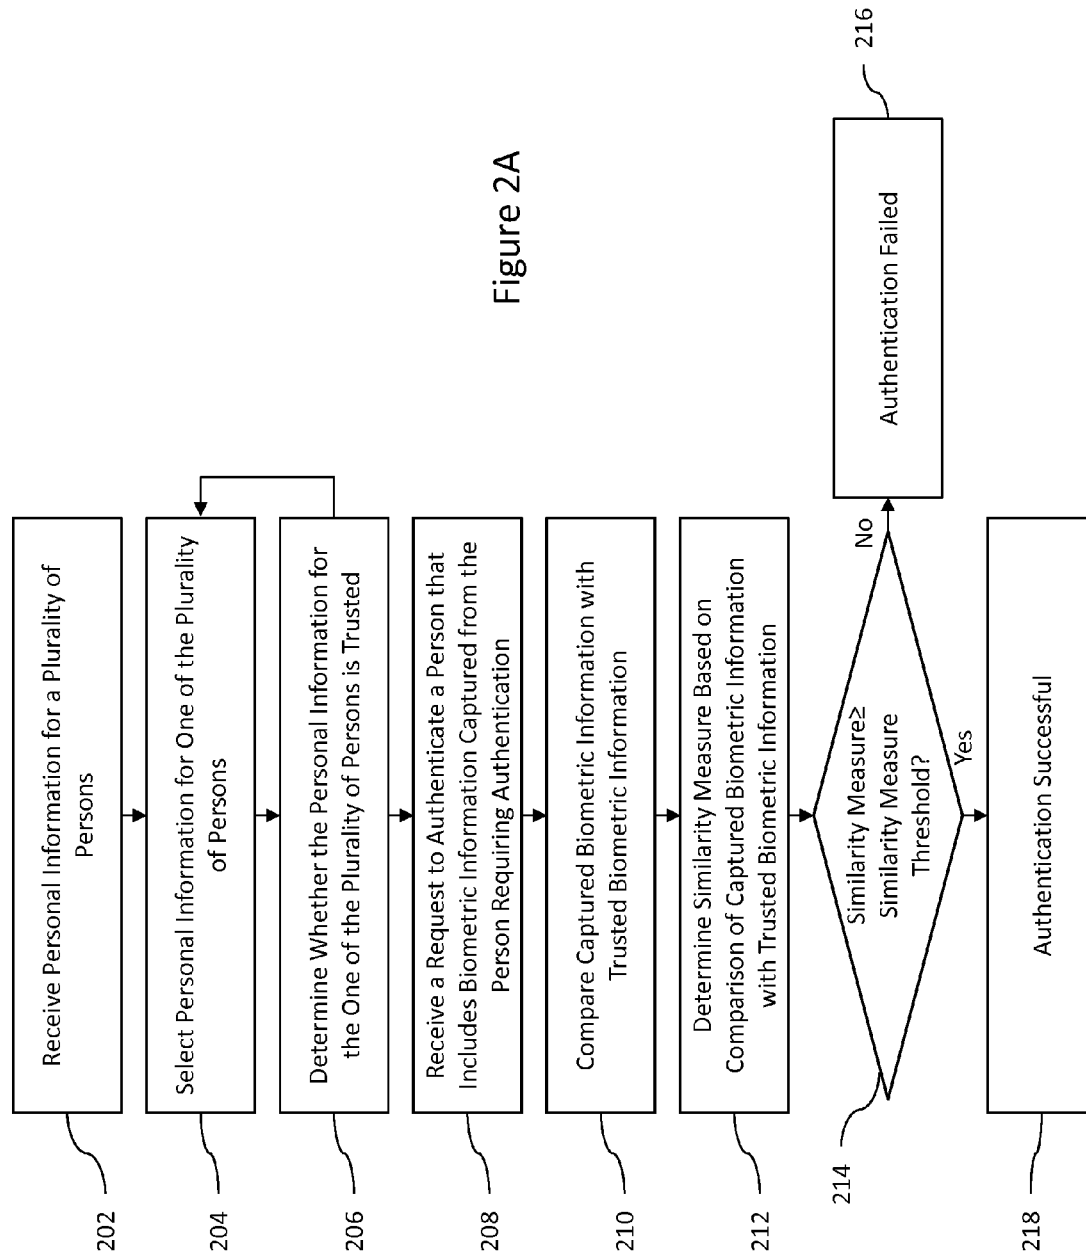 202
Receive Personal Information for a Plurality of
Persons
204
Select Personal Information for One of the Plurality
of Persons
206
Determine Whether the Personal Information for
the One of the Plurality of Persons is Trusted
208
Receive a Request to Authenticate a Person that
Includes Biometric Information Captured from the
Person Requiring Authentication
210
Compare Captured Biometric Information with
Trusted Biometric Information
212
Determine Similarity Measure Based on
Comparison of Captured Biometric Information
with Trusted Biometric Information
214
Similarity Measure≥
Similarity Measure
Threshold?
No
Yes
216
Authentication Failed
218
Authentication Successful
Figure 2A